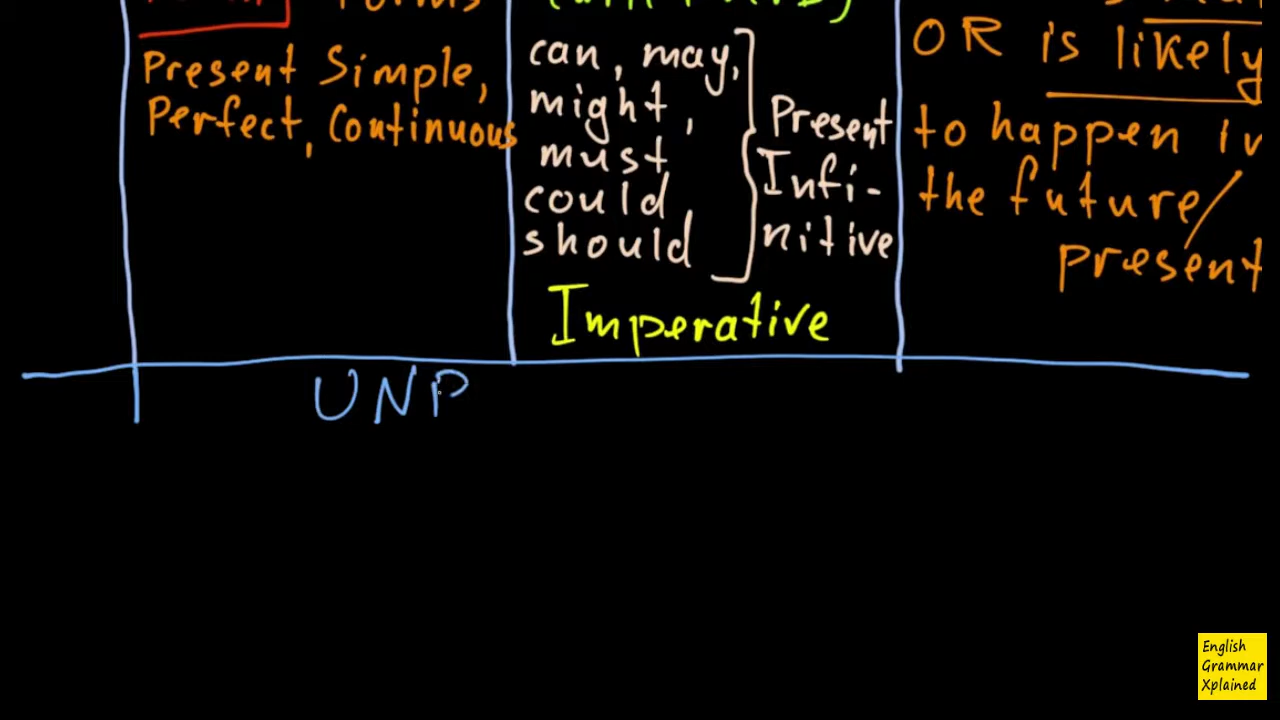 Present Simple,
Perfect, Continuous
can, may,
might,
must
could,
should
Present
Infi-
nitive
Imperative
OR is likely
to happen in
the future/
present
UNP
English
Grammar
Xplained